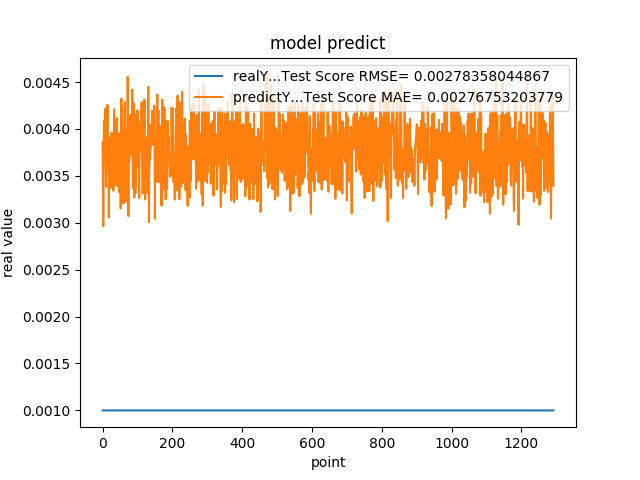 model predict
realY...Test Score RMSE= 0.00278358044867
predictY...Test Score MAE= 0.00276753203779
0.0045
0.0040
0.0035
0.0030
0.0025
0.0020
0.0015
0.0010
real value
0 200 400 600 800 1000 1200
point